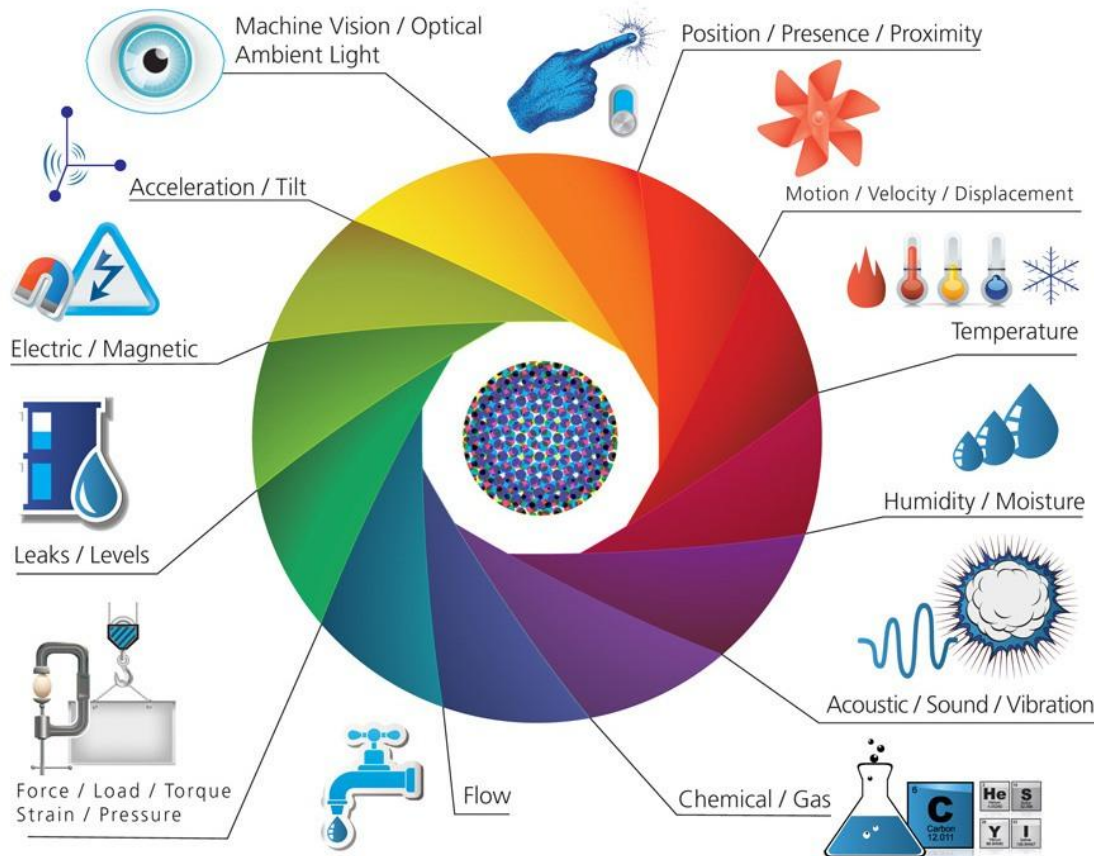 Machine Vision / Optical
Ambient Light
Position / Presence / Proximity
Acceleration / Tilt
Motion / Velocity / Displacement
Electric / Magnetic
Temperature
Leaks / Levels
Humidity / Moisture
Acoustic / Sound / Vibration
Force / Load / Torque
Strain / Pressure
Flow
Chemical / Gas
6
C
Carbon
12.011
He
S
Y
I